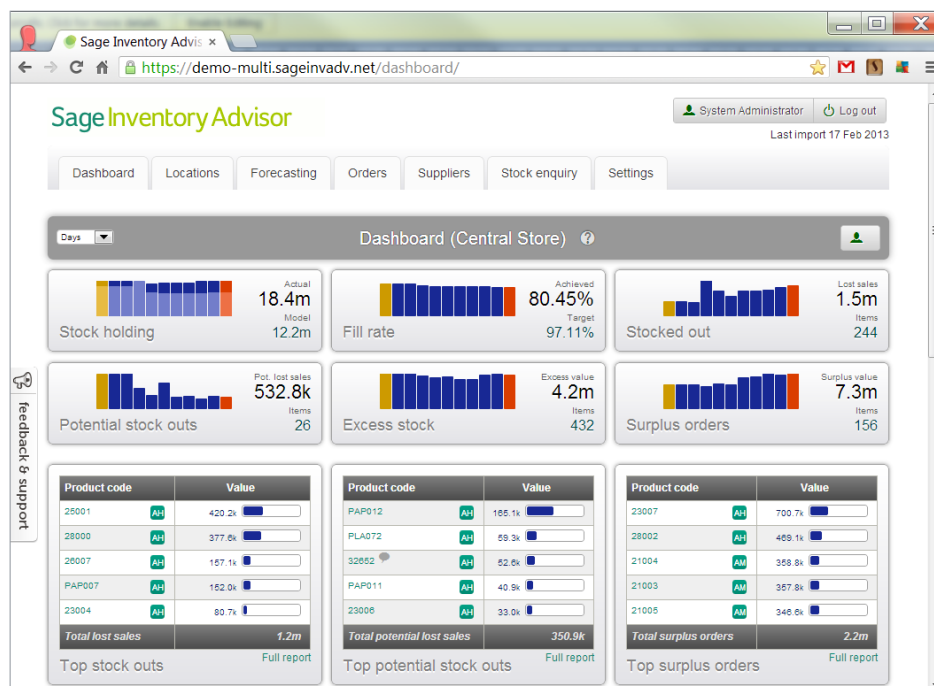 Sage Inventory Advis ×
https://demo-multi.sageinvadv.net/dashboard/
Sage Inventory Advisor
System Administrator Log out
Last import 17 Feb 2013
Dashboard Locations Forecasting Orders Suppliers Stock enquiry Settings
Days Dashboard (Central Store) ?
Actual
18.4m
Model
Stock holding 12.2m
Achieved
80.45%
Target
Fill rate 97.11%
Lost sales
1.5m
Items
Stocked out 244
Pot. lost sales
532.8k
Items
Potential stock outs 26
Excess value
4.2m
Items
Excess stock 432
Surplus value
7.3m
Items
Surplus orders 156
feedback & support
Product code Value
25001 AH 420.2k
28000 AH 377.6k
26007 AH 157.1k
PAP007 AH 152.0k
23004 AH 80.7k
Total lost sales 1.2m
Full report
Top stock outs
Product code Value
PAP012 AH 165.1k
PLA072 AH 59.3k
32652 AH 52.6k
PAP011 AH 40.9k
23006 AH 33.0k
Total potential lost sales 350.9k
Full report
Top potential stock outs
Product code Value
23007 AH 700.7k
28002 AH 469.1k
21004 AM 358.8k
21003 AM 357.8k
21005 AM 346.6k
Total surplus orders 2.2m
Full report
Top surplus orders